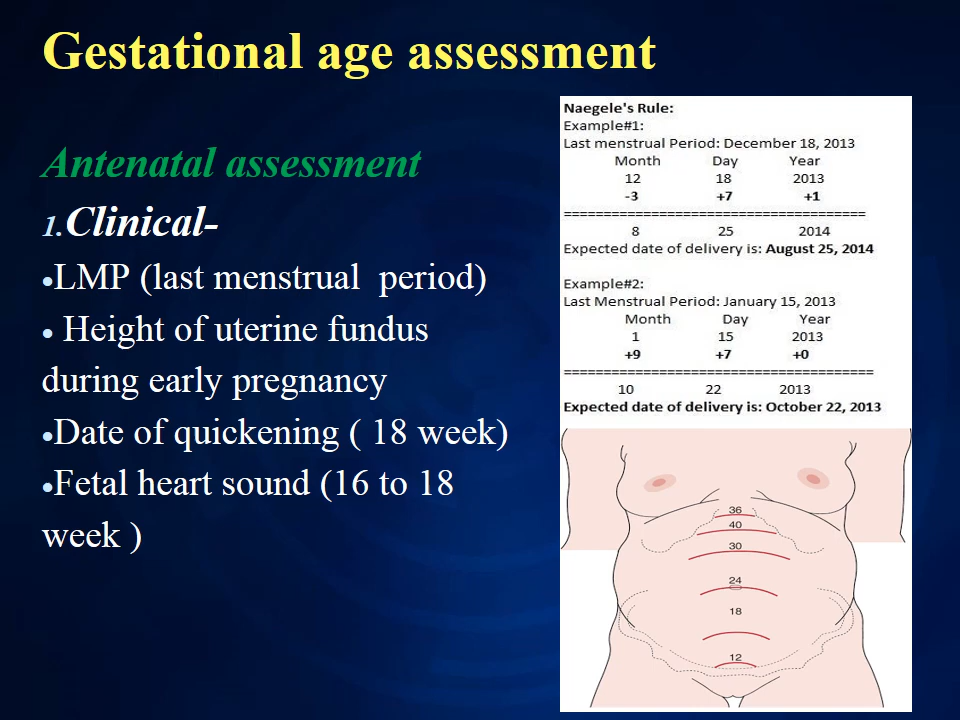 Gestational age assessment
Antenatal assessment
1.Clinical-
•LMP (last menstrual  period)
• Height of uterine fundus
during early pregnancy
•Date of quickening ( 18 week)
•Fetal heart sound (16 to 18
week )
Naegele's Rule:
Example#1:
Last menstrual Period: December 18, 2013
Month Day Year
12 18 2013
-3 +7 +1
======================================
8 25 2014
Expected date of delivery is: August 25, 2014
Example#2:
Last Menstrual Period: January 15, 2013
Month Day Year
1 15 2013
+9 +7 +0
=======================================
10 22 2013
Expected date of delivery is: October 22, 2013
36
40
30
24
18
12